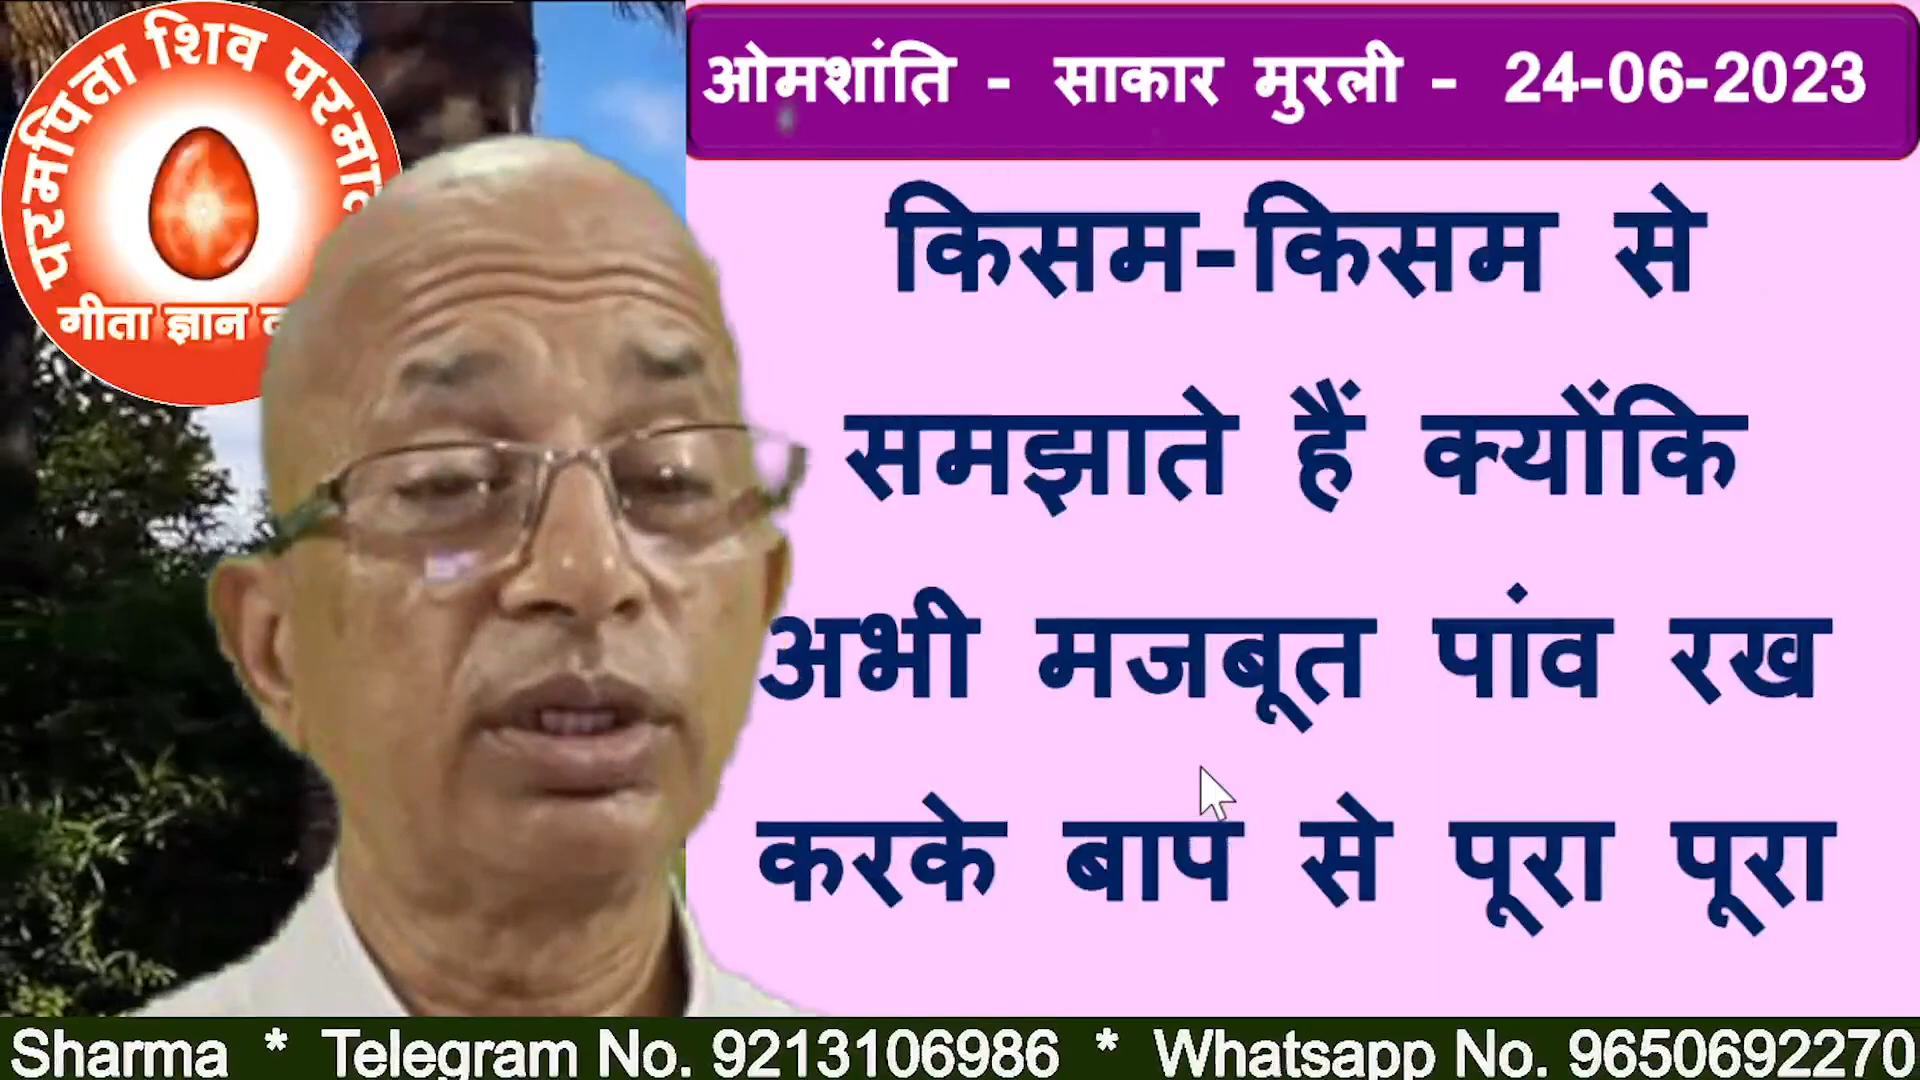 परमपिता शिव
गीता ज्ञान
ओमशांति - साकार मुरली - 24-06-2023
किसम-किसम से
समझाते हैं क्योंकि
अभी मजबूत पांव रख
करके बाप से पूरा पूरा
Sharma * Telegram No. 9213106986 * Whatsapp No. 9650692270